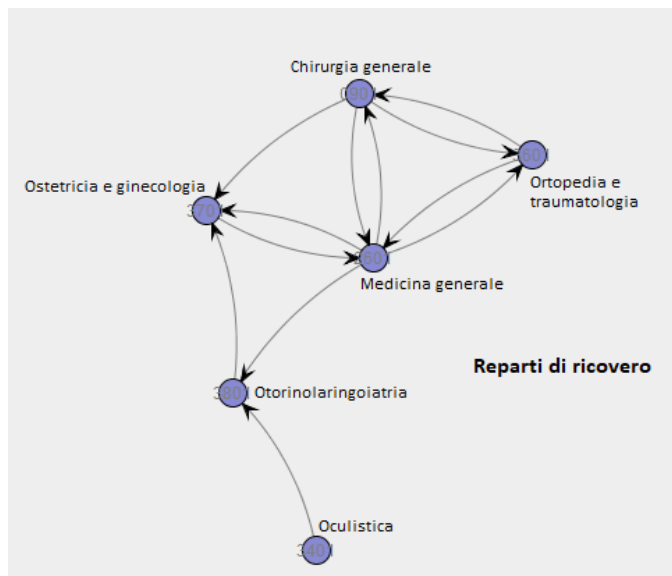 Chirurgia generale
Ortopedia e
traumatologia
Ostetricia e ginecologia
Medicina generale
Reparti di ricovero
Otorinolaringoiatria
Oculistica